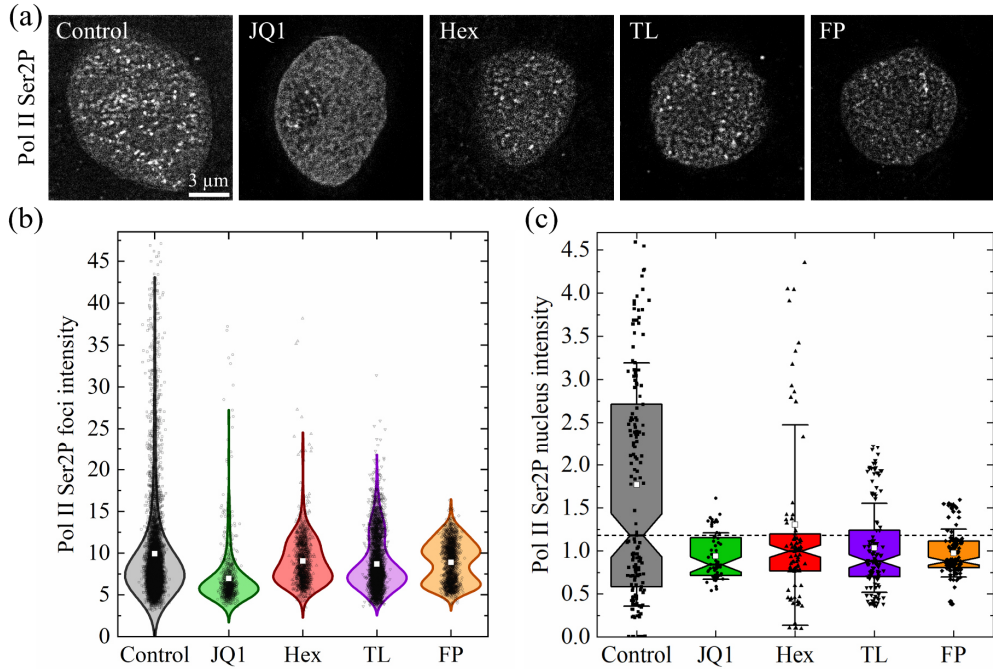 (a)
Pol II Ser2P
Control
JQ1
Hex
TL
FP
3 µm
(b)
Pol II Ser2P foci intensity
45
40
35
30
25
20
15
10
5
0
Control
JQ1
Hex
TL
FP
(c)
Pol III Ser2P nucleus intensity
4.5
4.0
3.5
3.0
2.5
2.0
1.5
1.0
0.5
0.0
Control
JQ1
Hex
TL
FP